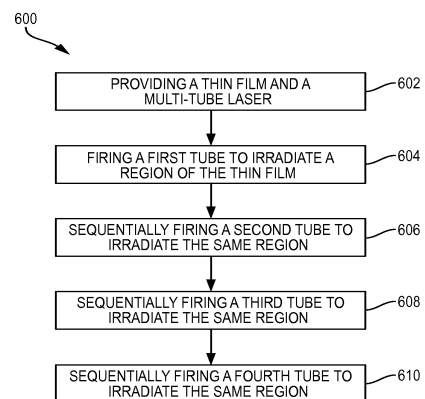 600
PROVIDING A THIN FILM AND A
MULTI-TUBE LASER
602
FIRING A FIRST TUBE TO IRRADIATE A
REGION OF THE THIN FILM
604
SEQUENTIALLY FIRING A SECOND TUBE TO
IRRADIATE THE SAME REGION
606
SEQUENTIALLY FIRING A THIRD TUBE TO
IRRADIATE THE SAME REGION
608
SEQUENTIALLY FIRING A FOURTH TUBE TO
IRRADIATE THE SAME REGION
610